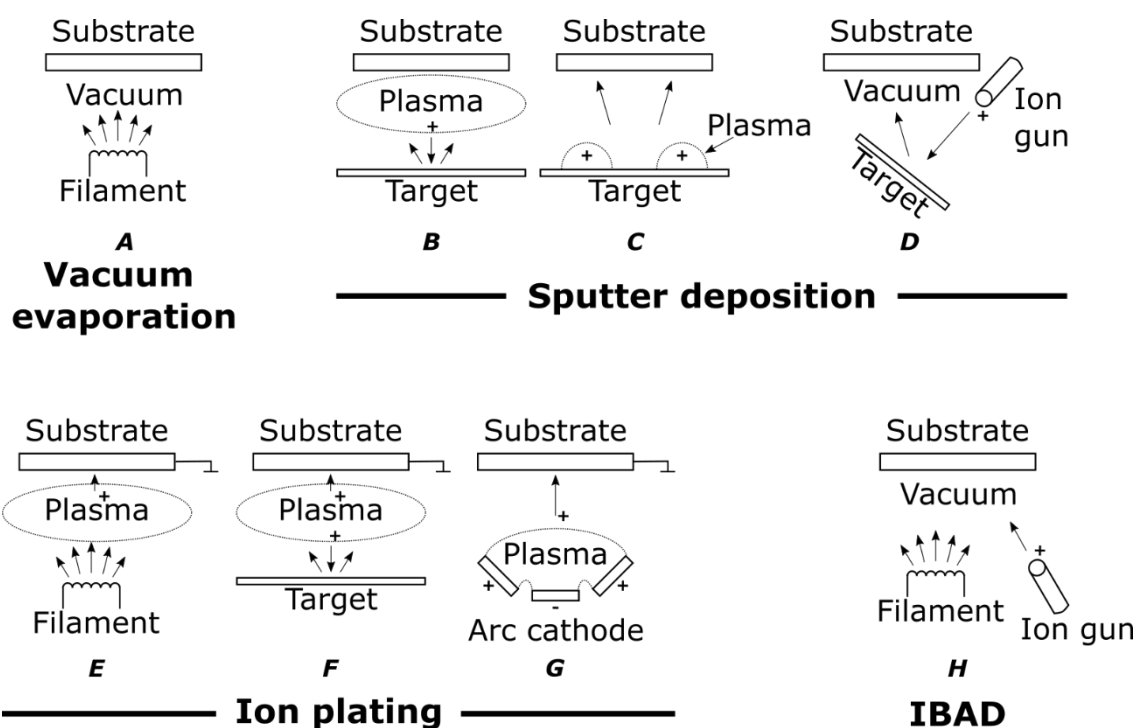 Substrate
Vacuum
Filament
A
Vacuum
evaporation
Substrate
Plasma
+
Target
B
Substrate
Plasma
+ +
Target
C
Substrate
Vacuum
+
Ion
gun
Target
D
Sputter deposition
Substrate
+
Plasma
Filament
E
Substrate
+
Plasma
+
Target
F
Substrate
+
Plasma
+ - +
Arc cathode
G
Ion plating
Substrate
Vacuum
+
Filament
Ion gun
H
IBAD